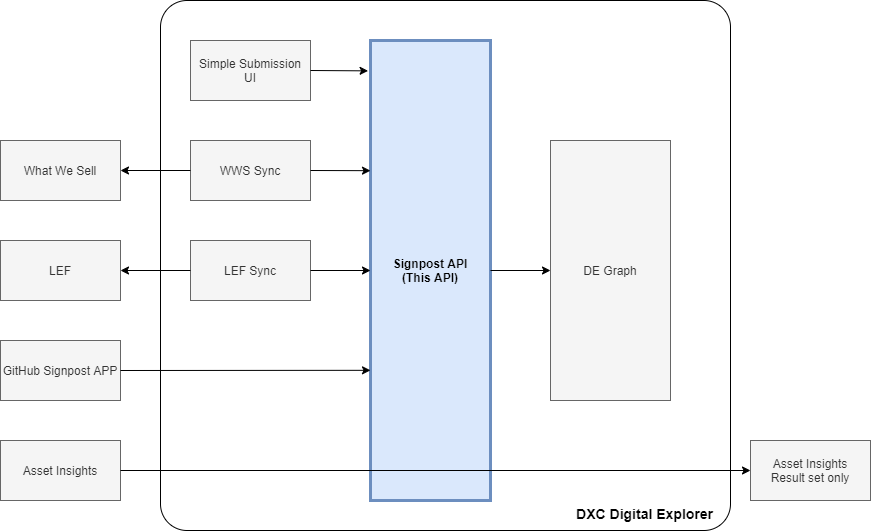 Simple Submission
UI
What We Sell
WWS Sync
LEF
LEF Sync
Signpost API
(This API)
DE Graph
GitHub Signpost APP
Asset Insights
Asset Insights
Result set only
DXC Digital Explorer